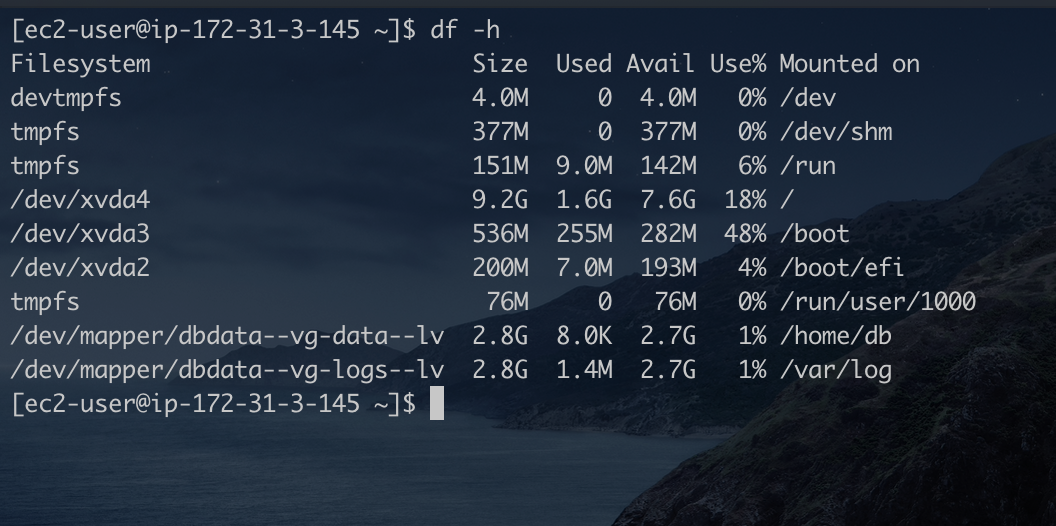 [ec2-user@ip-172-31-3-145 ~]$ df -h
Filesystem                       Size  Used Avail Use% Mounted on
devtmpfs                         4.0M     0  4.0M   0% /dev
tmpfs                            377M     0  377M   0% /dev/shm
tmpfs                            151M  9.0M  142M   6% /run
/dev/xvda4                       9.2G  1.6G  7.6G  18% /
/dev/xvda3                       536M  255M  282M  48% /boot
/dev/xvda2                       200M  7.0M  193M   4% /boot/efi
tmpfs                             76M     0   76M   0% /run/user/1000
/dev/mapper/dbdata--vg-data--lv  2.8G  8.0K  2.7G   1% /home/db
/dev/mapper/dbdata--vg-logs--lv  2.8G  1.4M  2.7G   1% /var/log
[ec2-user@ip-172-31-3-145 ~]$